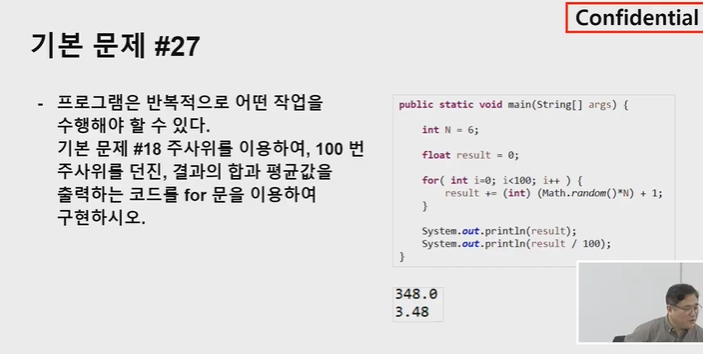 Confidential
기본 문제 #27
- 프로그램은 반복적으로 어떤 작업을
수행해야 할 수 있다.
기본 문제 #18 주사위를 이용하여, 100 번
주사위를 던진, 결과의 합과 평균값을
출력하는 코드를 for 문을 이용하여
구현하시오.
public static void main(String[] args) {
int N = 6;
float result = 0;
for( int i=0; i<100; i++ ) {
result += (int) (Math.random()*N) + 1;
}
System.out.println(result);
System.out.println(result / 100);
}
348.0
3.48